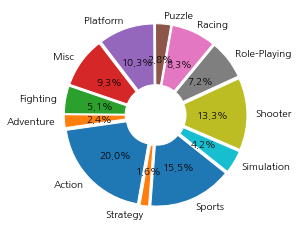 Puzzle
2,8%
Racing
8,3%
Role-Playing
7,2%
Shooter
13,3%
Simulation
4,2%
Sports
15,5%
Strategy
1,6%
Action
20,0%
Adventure
2,4%
Fighting
5,1%
Misc
9,3%
Platform
10,3%